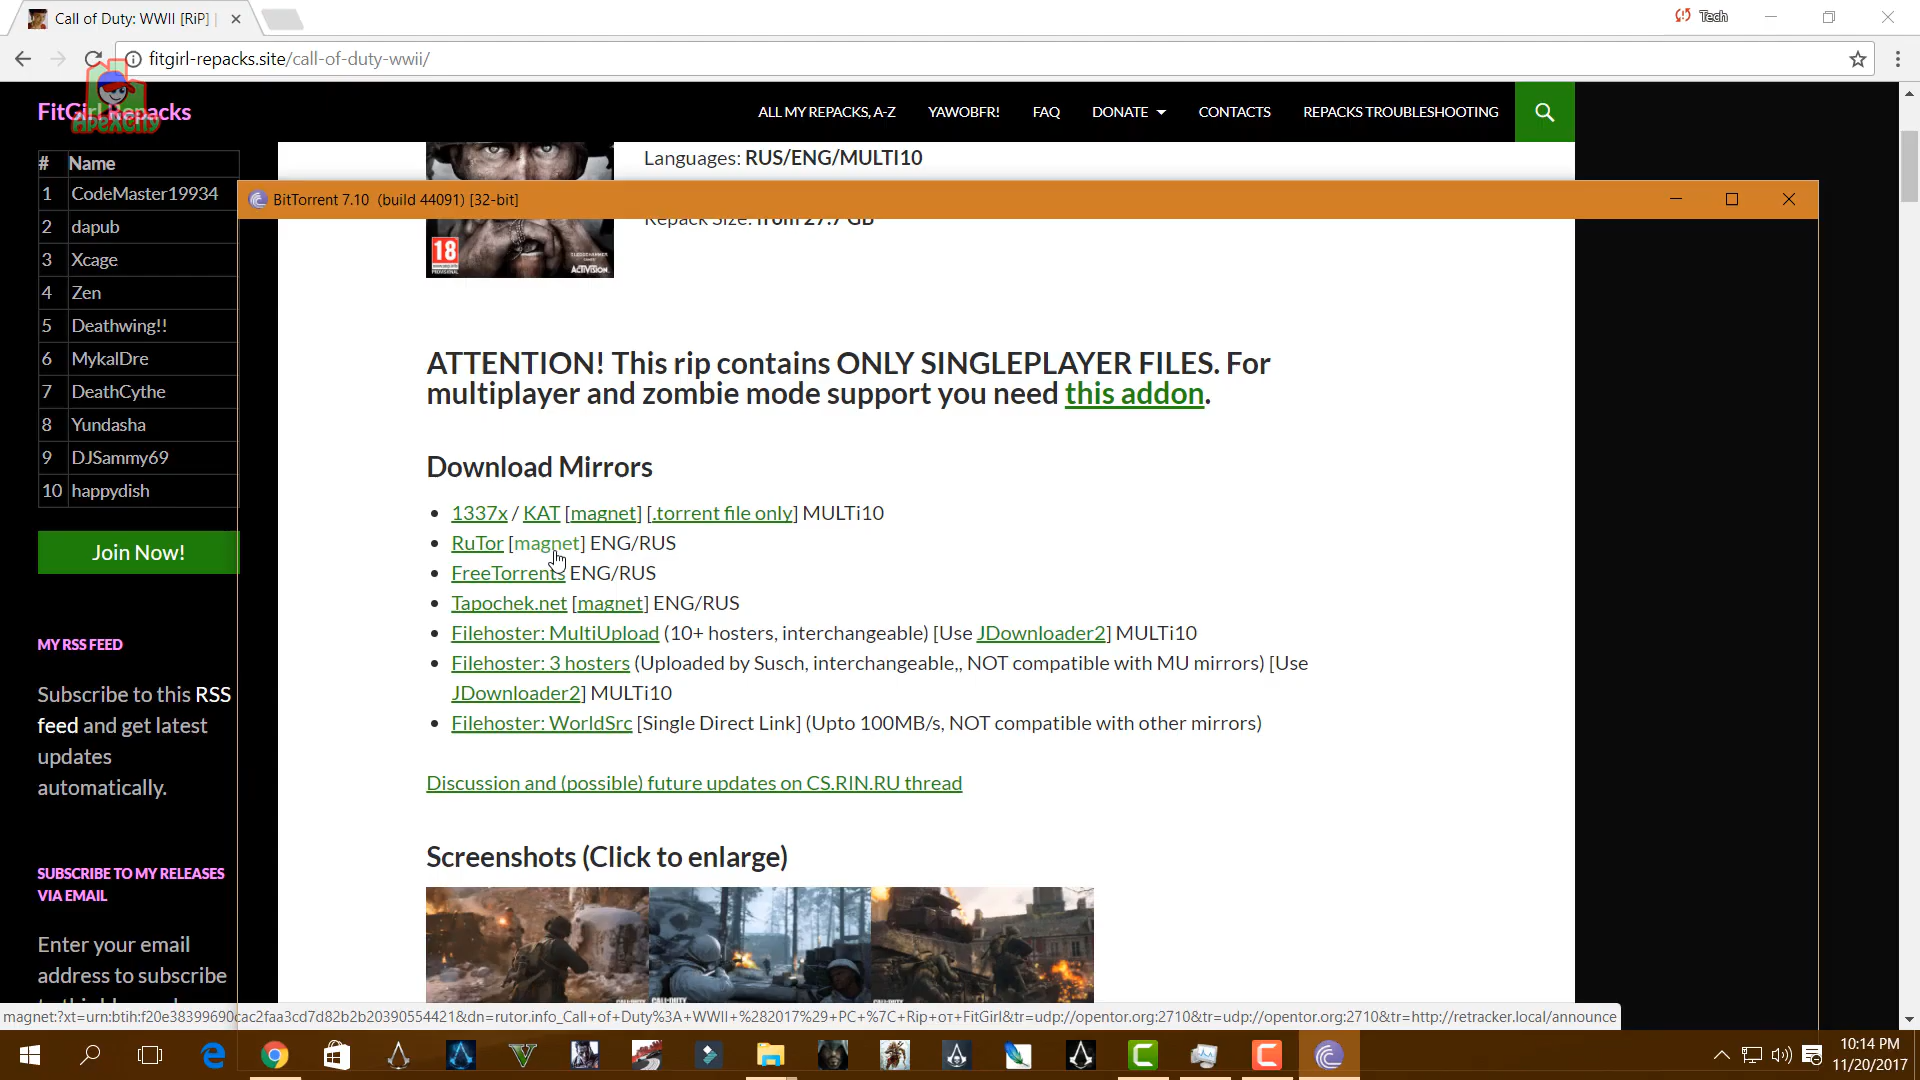 Call of Duty: WWII [RiP] |
Tech
fitgirl-repacks.site/call-of-duty-wwii/
FitGirl Repacks
APEXCITY
ALL MY REPACKS, A-Z YAWOBFR! FAQ DONATE CONTACTS REPACKS TROUBLESHOOTING
# Name
1 CodeMaster19934
2 dapub
3 Xcage
4 Zen
5 Deathwing!!
6 MykalDre
7 DeathCythe
8 Yundasha
9 DJSammy69
10 happydish
Join Now!
MY RSS FEED
Subscribe to this RSS
feed and get latest
updates
automatically.
SUBSCRIBE TO MY RELEASES
VIA EMAIL
Enter your email
address to subscribe
Languages: RUS/ENG/MULTI10
BitTorrent 7.10 (build 44091) [32-bit]
Repack Size: from 27.7 GB
18
ACTIVISION
ATTENTION! This rip contains ONLY SINGLEPLAYER FILES. For
multiplayer and zombie mode support you need this addon.
Download Mirrors
1337x / KAT [magnet] [.torrent file only] MULTi10
RuTor [magnet] ENG/RUS
FreeTorrents ENG/RUS
Tapochek.net [magnet] ENG/RUS
Filehoster: MultiUpload (10+ hosters, interchangeable) [Use JDownloader2] MULTi10
Filehoster: 3 hosters (Uploaded by Susch, interchangeable,, NOT compatible with MU mirrors) [Use
JDownloader2] MULTi10
Filehoster: WorldSrc [Single Direct Link] (Upto 100MB/s, NOT compatible with other mirrors)
Discussion and (possible) future updates on CS.RIN.RU thread
Screenshots (Click to enlarge)
magnet:?xt=urn:btih:f20e38399690cac2faa3cd7d82b2b20390554421&dn=rutor.info_Call+of+Duty%3A+WWII+%282017%29+PC+%7C+Rip+от+FitGirl&tr=udp://opentor.org:2710&tr=udp://opentor.org:2710&tr=http://retracker.local/announce
10:14 PM
11/20/2017